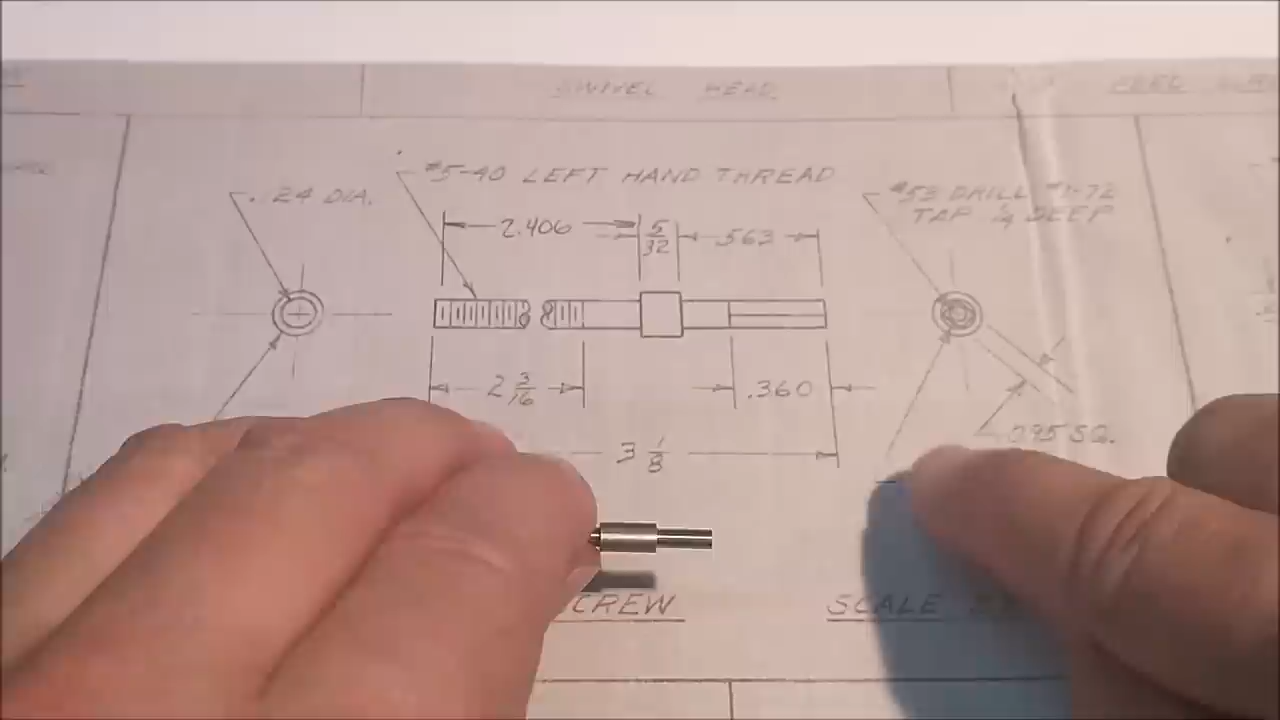 SWIVEL HEAD
FEED
#5-40 LEFT HAND THREAD
.24 DIA.
#53 DRILL #1-72
TAP 1/4 DEEP
2.406
5/32
.563
2 3/16
.360
3 1/8
.095 SQ.
SCREW
SCALE